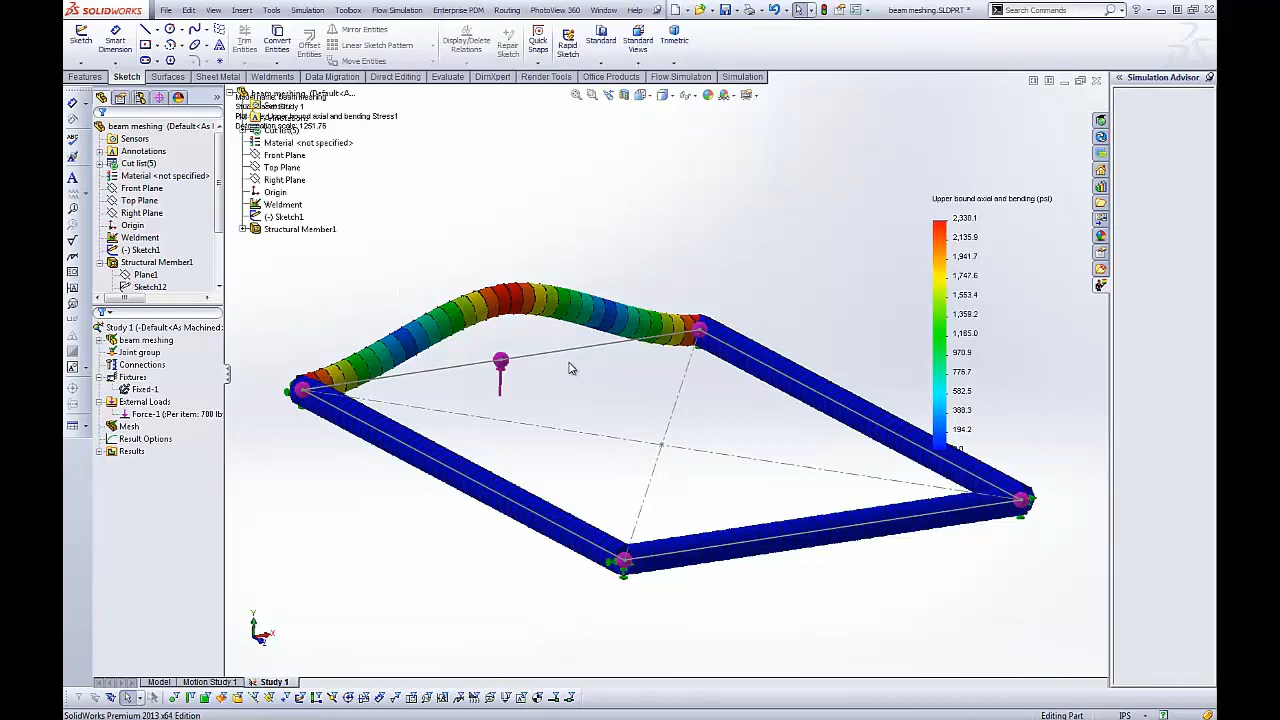 SOLIDWORKS File Edit View Insert Tools Simulation Toolbox Flow Simulation Enterprise PDM Routing PhotoView 360 Window Help beam meshing.SLDPRT * Search Commands
Sketch Smart Dimension Trim Entities Convert Entities Offset Entities Mirror Entities Linear Sketch Pattern Move Entities Display/Delete Relations Repair Sketch Quick Snaps Rapid Sketch Standard Standard Views Trimetric
Features Sketch Surfaces Sheet Metal Weldments Data Migration Direct Editing Evaluate DimXpert Render Tools Office Products Flow Simulation Simulation
Simulation Advisor
beam meshing (Default<As
Sensors
Annotations
Cut list(5)
Material <not specified>
Front Plane
Top Plane
Right Plane
Origin
Weldment
(-) Sketch1
Structural Member1
Plane1
Sketch12
Study 1 (-Default<As Machined
beam meshing
Joint group
Connections
Fixtures
Fixed-1
External Loads
Force-1 (:Per item: 700 lb
Mesh
Result Options
Results
beam meshing (Default<A...
Upper bound axial and bending Stress1
Deformation scale: 1251.76
Cut list(5)
Material <not specified>
Front Plane
Top Plane
Right Plane
Origin
Weldment
(-) Sketch1
Structural Member1
Upper bound axial and bending (psi)
2,330.1
2,135.9
1,941.7
1,747.6
1,553.4
1,359.2
1,165.0
970.9
776.7
582.5
388.3
194.2
Y
X
Model Motion Study 1 Study 1
SolidWorks Premium 2013 x64 Edition Editing Part IPS